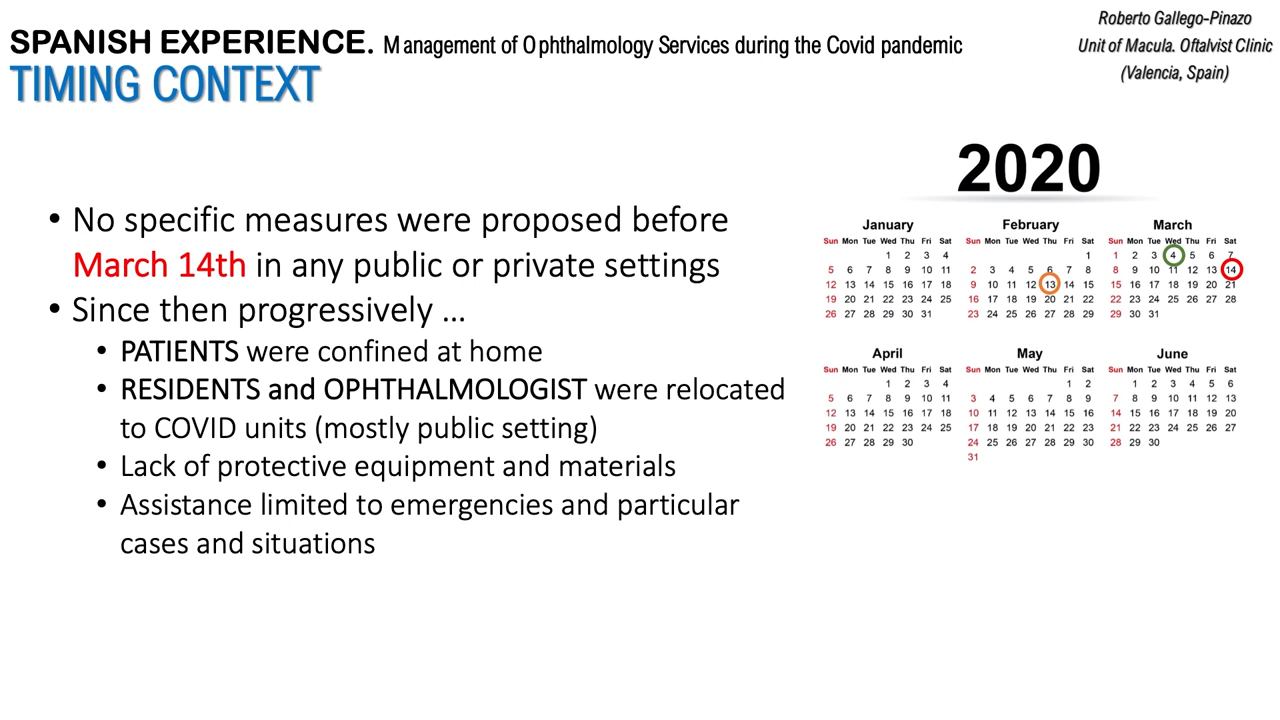 SPANISH EXPERIENCE. Management of Ophthalmology Services during the Covid pandemic
TIMING CONTEXT
Roberto Gallego-Pinazo
Unit of Macula. Oftalvist Clinic
(Valencia, Spain)
• No specific measures were proposed before
March 14th in any public or private settings
• Since then progressively ...
• PATIENTS were confined at home
• RESIDENTS and OPHTHALMOLOGIST were relocated
to COVID units (mostly public setting)
• Lack of protective equipment and materials
• Assistance limited to emergencies and particular
cases and situations
2020
January
Sun Mon Tue Wed Thu Fri Sat
1 2 3 4
5 6 7 8 9 10 11
12 13 14 15 16 17 18
19 20 21 22 23 24 25
26 27 28 29 30 31
February
Sun Mon Tue Wed Thu Fri Sat
1
2 3 4 5 6 7 8
9 10 11 12 13 14 15
16 17 18 19 20 21 22
23 24 25 26 27 28 29
March
Sun Mon Tue Wed Thu Fri Sat
1 2 3 4 5 6 7
8 9 10 11 12 13 14
15 16 17 18 19 20 21
22 23 24 25 26 27 28
29 30 31
April
Sun Mon Tue Wed Thu Fri Sat
1 2 3 4
5 6 7 8 9 10 11
12 13 14 15 16 17 18
19 20 21 22 23 24 25
26 27 28 29 30
May
Sun Mon Tue Wed Thu Fri Sat
1 2
3 4 5 6 7 8 9
10 11 12 13 14 15 16
17 18 19 20 21 22 23
24 25 26 27 28 29 30
31
June
Sun Mon Tue Wed Thu Fri Sat
1 2 3 4 5 6
7 8 9 10 11 12 13
14 15 16 17 18 19 20
21 22 23 24 25 26 27
28 29 30